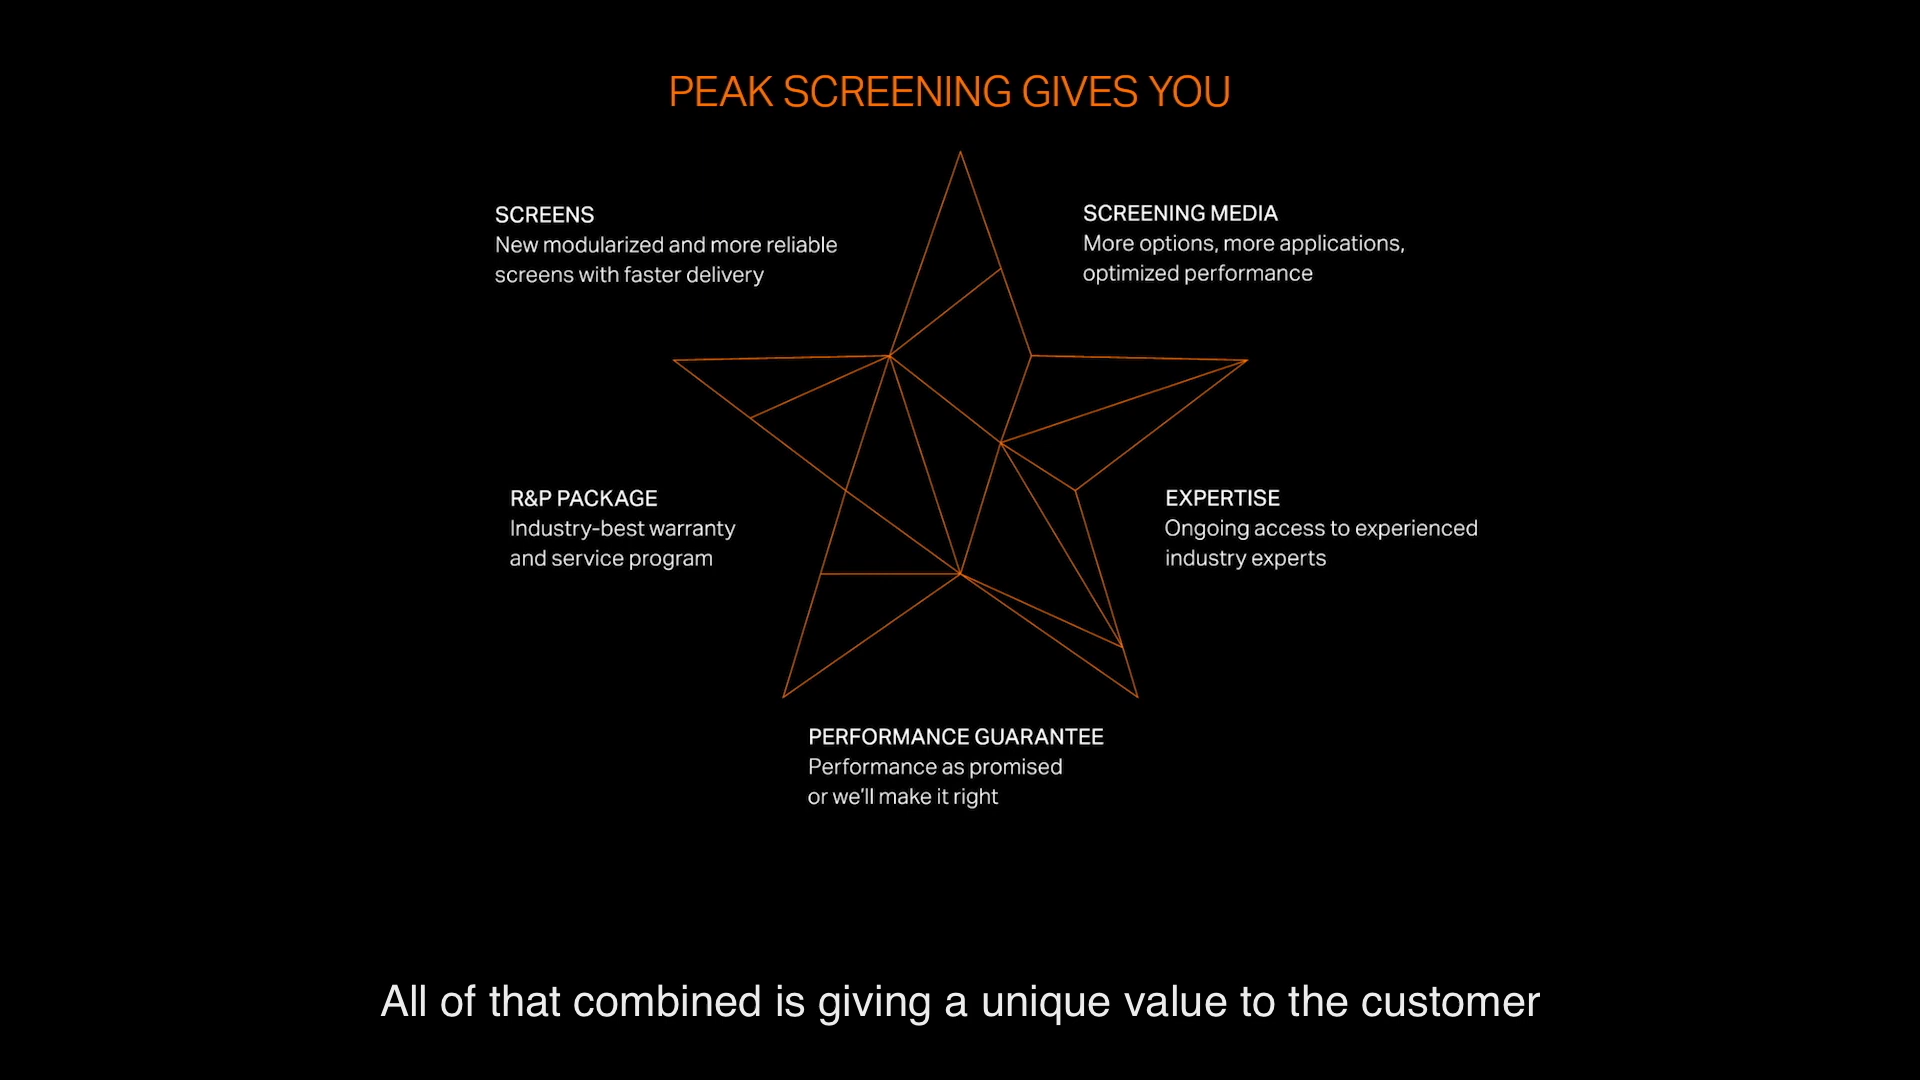 PEAK SCREENING GIVES YOU
SCREENS
New modularized and more reliable
screens with faster delivery
SCREENING MEDIA
More options, more applications,
optimized performance
R&P PACKAGE
Industry-best warranty
and service program
EXPERTISE
Ongoing access to experienced
industry experts
PERFORMANCE GUARANTEE
Performance as promised
or we'll make it right
All of that combined is giving a unique value to the customer